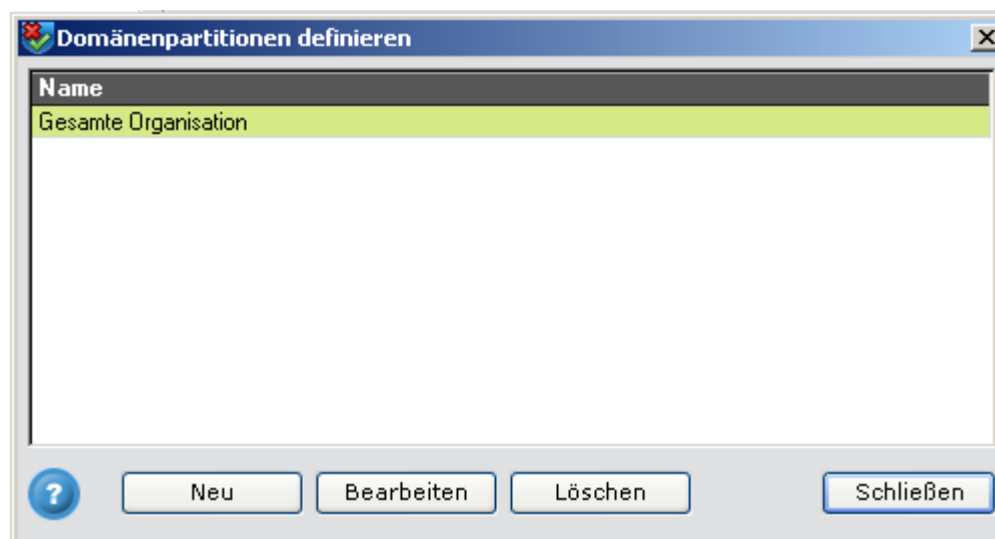 Domänenpartitionen definieren
Name
Gesamte Organisation
? Neu Bearbeiten Löschen Schließen